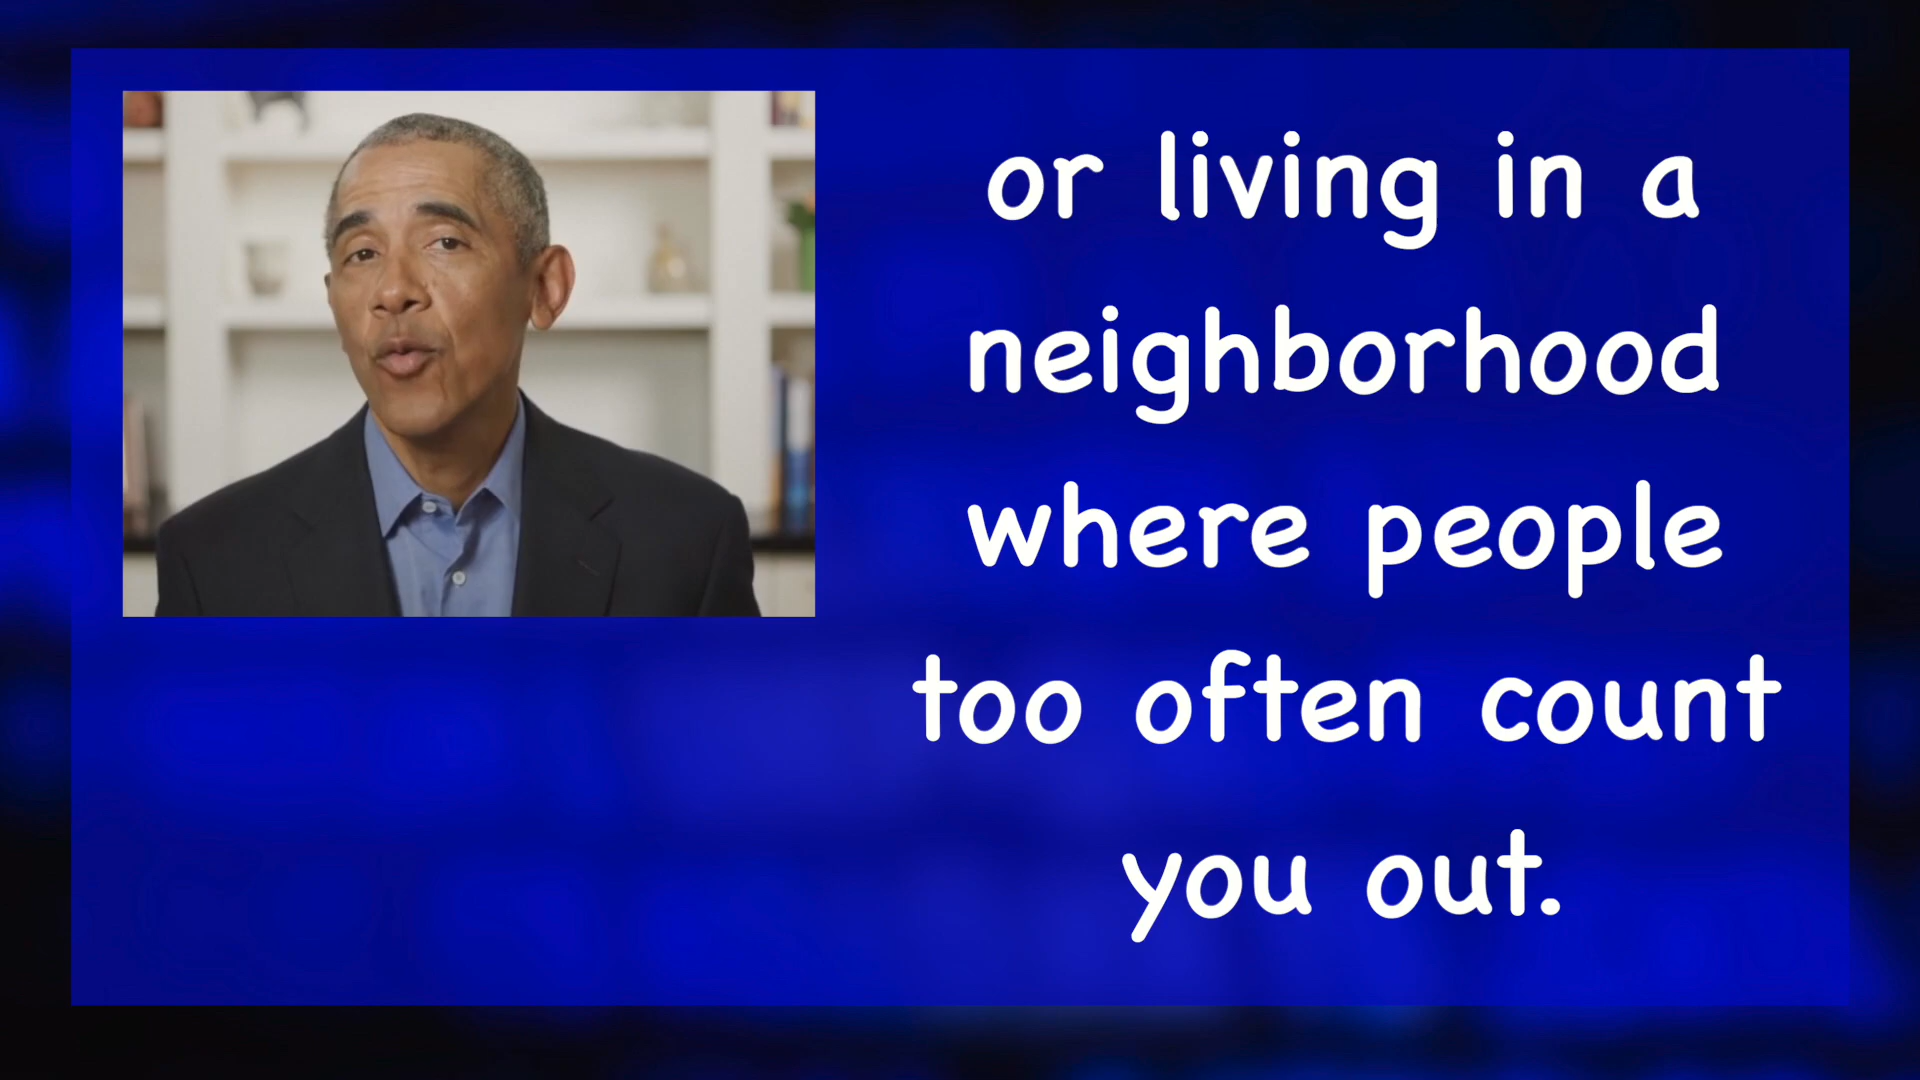 or living in a
neighborhood
where people
too often count
you out.